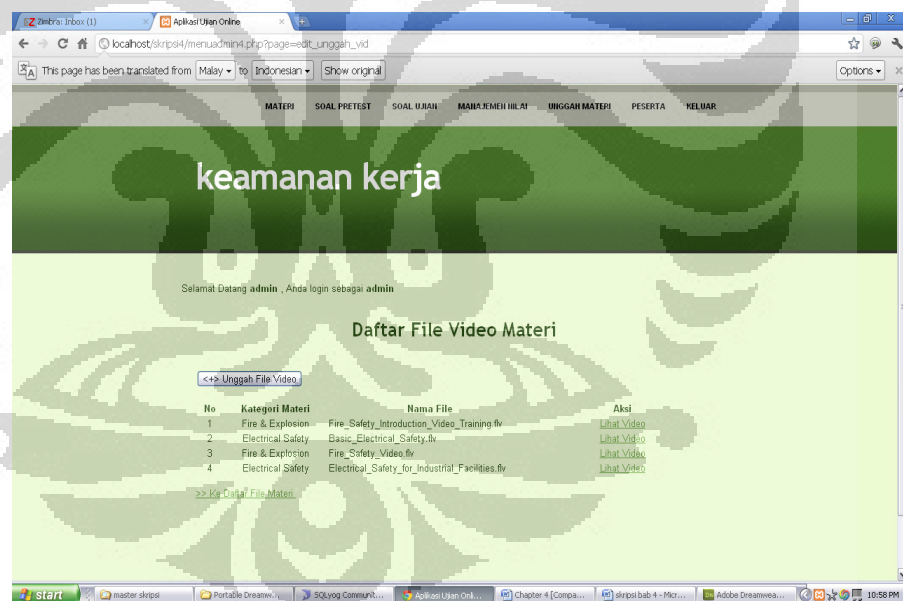 Zimbra: Inbox (1) Aplikasi Ujian Online
localhost/skripsi4/menuadmin4.php?page=edit_unggah_vid
This page has been translated from Malay to Indonesian Show original Options
MATERI SOAL PRETEST SOAL UJIAN MANAJEMEN NILAI UNGGAH MATERI PESERTA KELUAR
keamanan kerja
Selamat Datang admin , Anda login sebagai admin
Daftar File Video Materi
<+> Unggah File Video
No Kategori Materi Nama File Aksi
1 Fire & Explosion Fire_Safety_Introduction_Video_Training.flv Lihat Video
2 Electrical Safety Basic_Electrical_Safety.flv Lihat Video
3 Fire & Explosion Fire_Safety_Video.flv Lihat Video
4 Electrical Safety Electrical_Safety_for_Industrial_Facilities.flv Lihat Video
>> Ke Daftar File Materi
start master skripsi Portable Dreamw... SQLyog Communit... Aplikasi Ujian Onli... Chapter 4 [Compa... skripsi bab 4 - Micr... Adobe Dreamwea... 10:58 PM